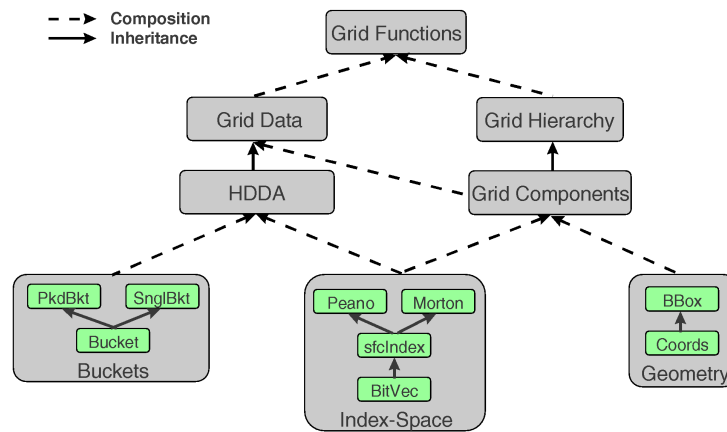 Composition
Inheritance
Grid Functions
Grid Data
Grid Hierarchy
HDDA
Grid Components
PkdBkt
SnglBkt
Bucket
Buckets
Peano
Morton
sfcIndex
BitVec
Index-Space
BBox
Coords
Geometry